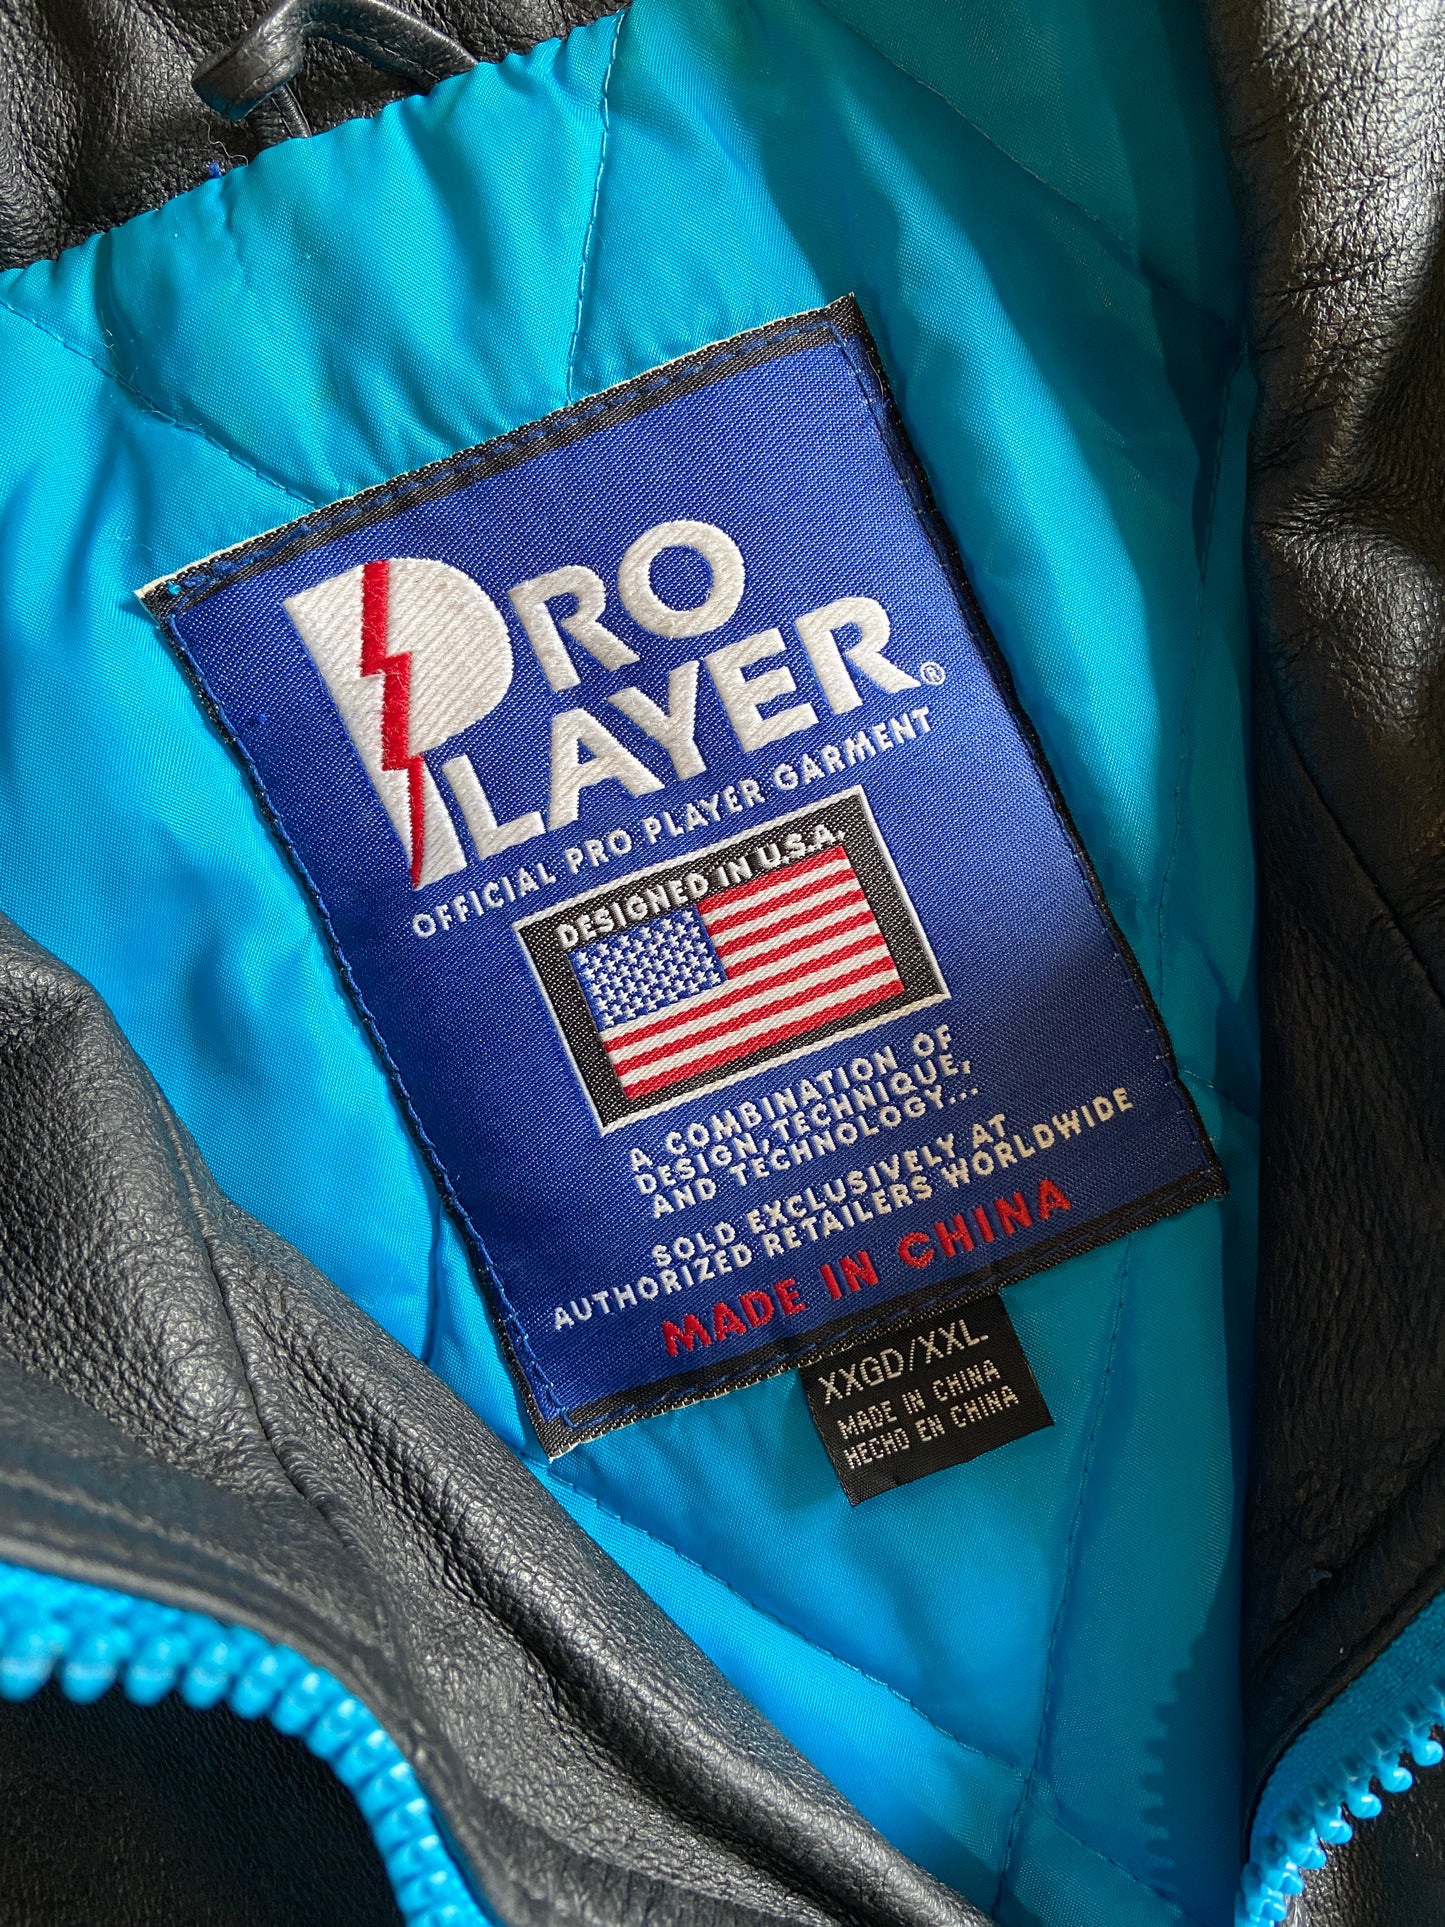 PRO
PLAYER®
OFFICIAL PRO PLAYER GARMENT
DESIGNED IN U.S.A.
A COMBINATION OF
DESIGN, TECHNIQUE,
AND TECHNOLOGY...
SOLD EXCLUSIVELY AT
AUTHORIZED RETAILERS WORLDWIDE
MADE IN CHINA
XXGD/XXL
MADE IN CHINA
HECHO EN CHINA